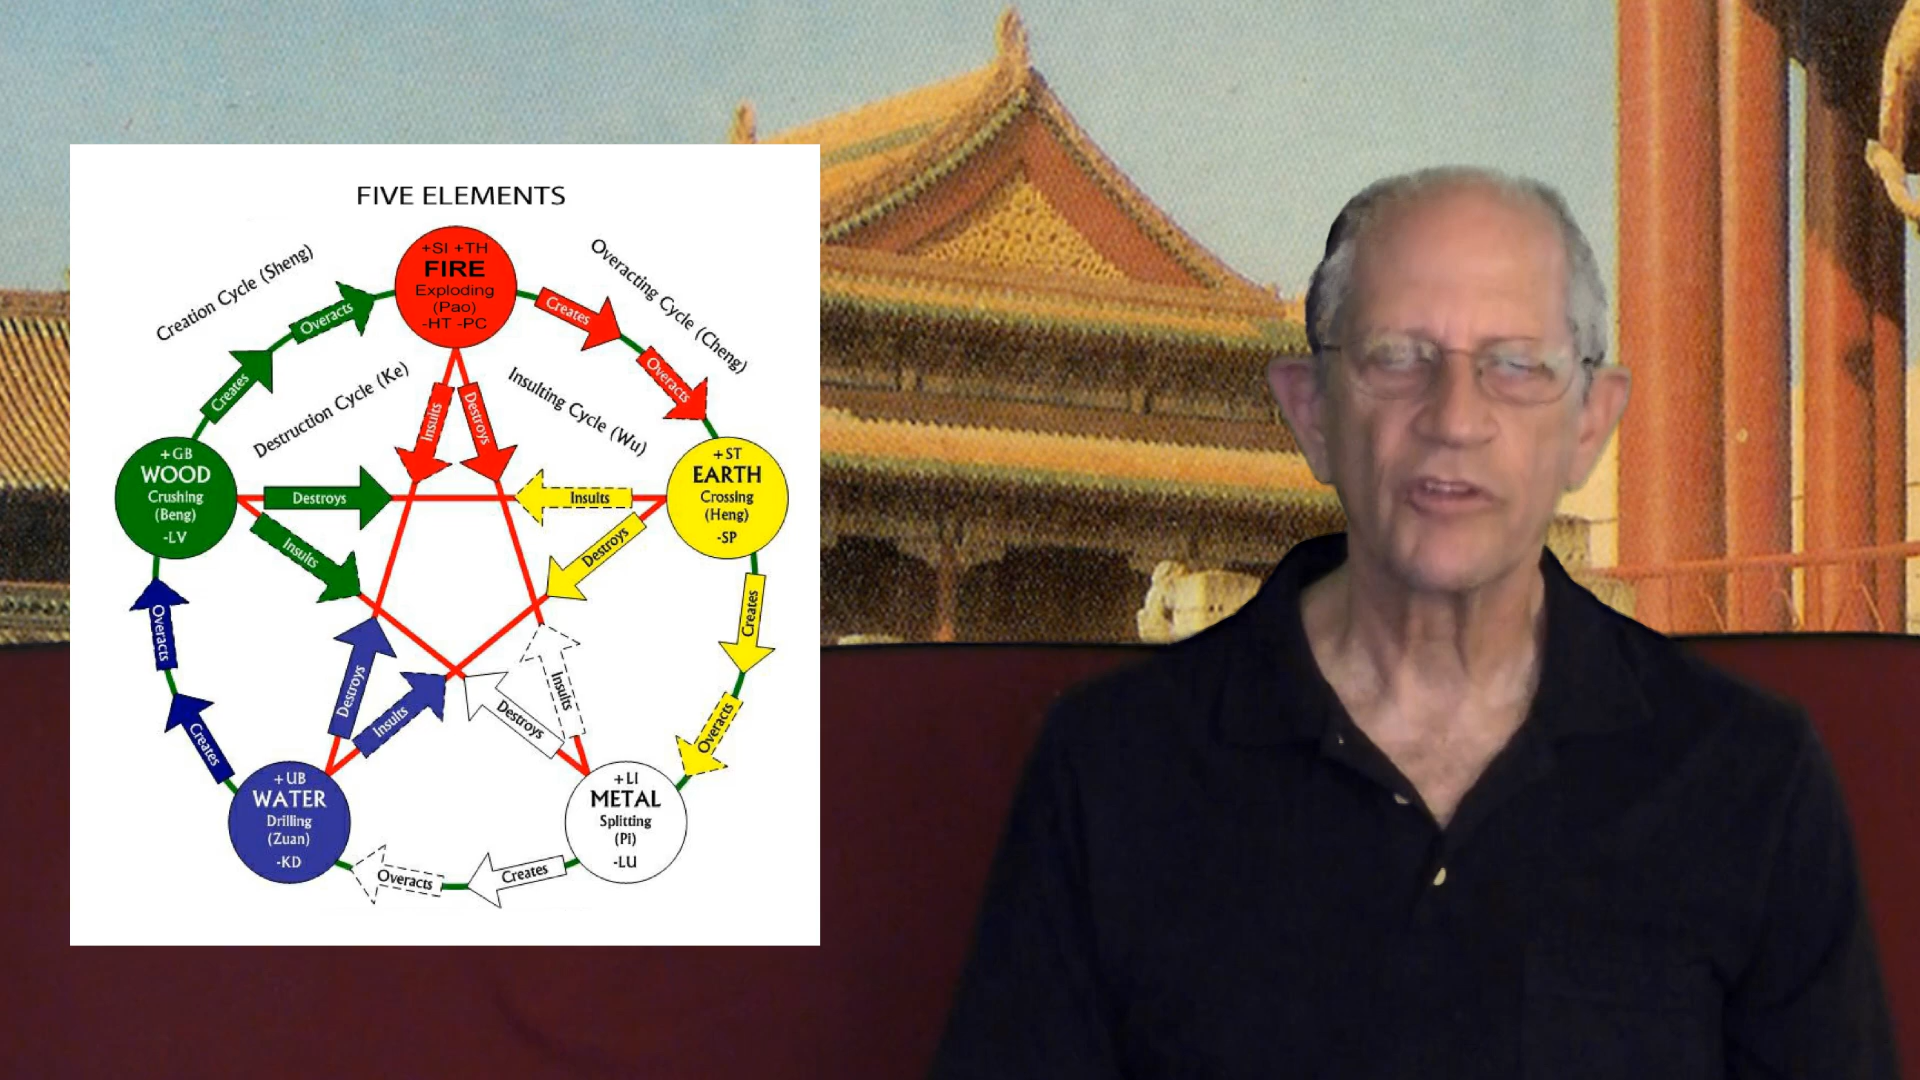 FIVE ELEMENTS
Creation Cycle (Sheng)
Overacting Cycle (Cheng)
Destruction Cycle (Ke)
Insulting Cycle (Wu)
+SI +TH
FIRE
Exploding
(Pao)
-HT -PC
Creates
Overacts
Insults
Destroys
+ST
EARTH
Crossing
(Heng)
-SP
Insults
Destroys
Creates
Overacts
+LI
METAL
Splitting
(Pi)
-LU
Insults
Destroys
Creates
Overacts
+UB
WATER
Drilling
(Zuan)
-KD
Destroys
Insults
Creates
Overacts
+GB
WOOD
Crushing
(Beng)
-LV
Destroys
Insults
Creates
Overacts